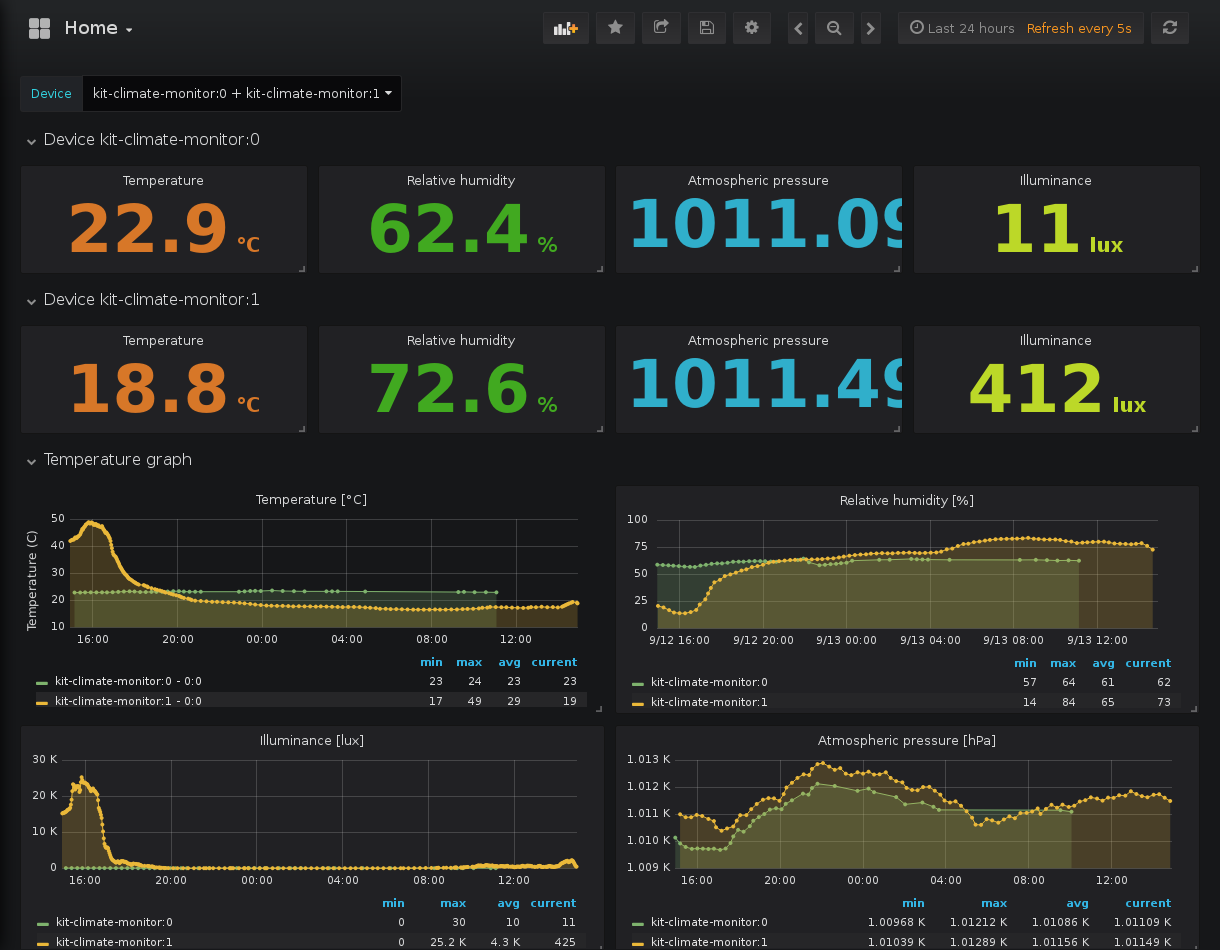 Home
Last 24 hours Refresh every 5s
Device kit-climate-monitor:0 + kit-climate-monitor:1
Device kit-climate-monitor:0
Temperature Relative humidity Atmospheric pressure Illuminance
22.9 °C 62.4 % 1011.09 11 lux
Device kit-climate-monitor:1
Temperature Relative humidity Atmospheric pressure Illuminance
18.8 °C 72.6 % 1011.49 412 lux
Temperature graph
Temperature [°C]
Temperature (C)
50
40
30
20
10
16:00 20:00 00:00 04:00 08:00 12:00
min max avg current
kit-climate-monitor:0 - 0:0 23 24 23 23
kit-climate-monitor:1 - 0:0 17 49 29 19
Relative humidity [%]
100
75
50
25
0
9/12 16:00 9/12 20:00 9/13 00:00 9/13 04:00 9/13 08:00 9/13 12:00
min max avg current
kit-climate-monitor:0 57 64 61 62
kit-climate-monitor:1 14 84 65 73
Illuminance [lux]
30 K
20 K
10 K
0
16:00 20:00 00:00 04:00 08:00 12:00
min max avg current
kit-climate-monitor:0 0 30 10 11
kit-climate-monitor:1 0 25.2 K 4.3 K 425
Atmospheric pressure [hPa]
1.013 K
1.012 K
1.011 K
1.010 K
1.009 K
16:00 20:00 00:00 04:00 08:00 12:00
min max avg current
kit-climate-monitor:0 1.00968 K 1.01212 K 1.01086 K 1.01109 K
kit-climate-monitor:1 1.01039 K 1.01289 K 1.01156 K 1.01149 K